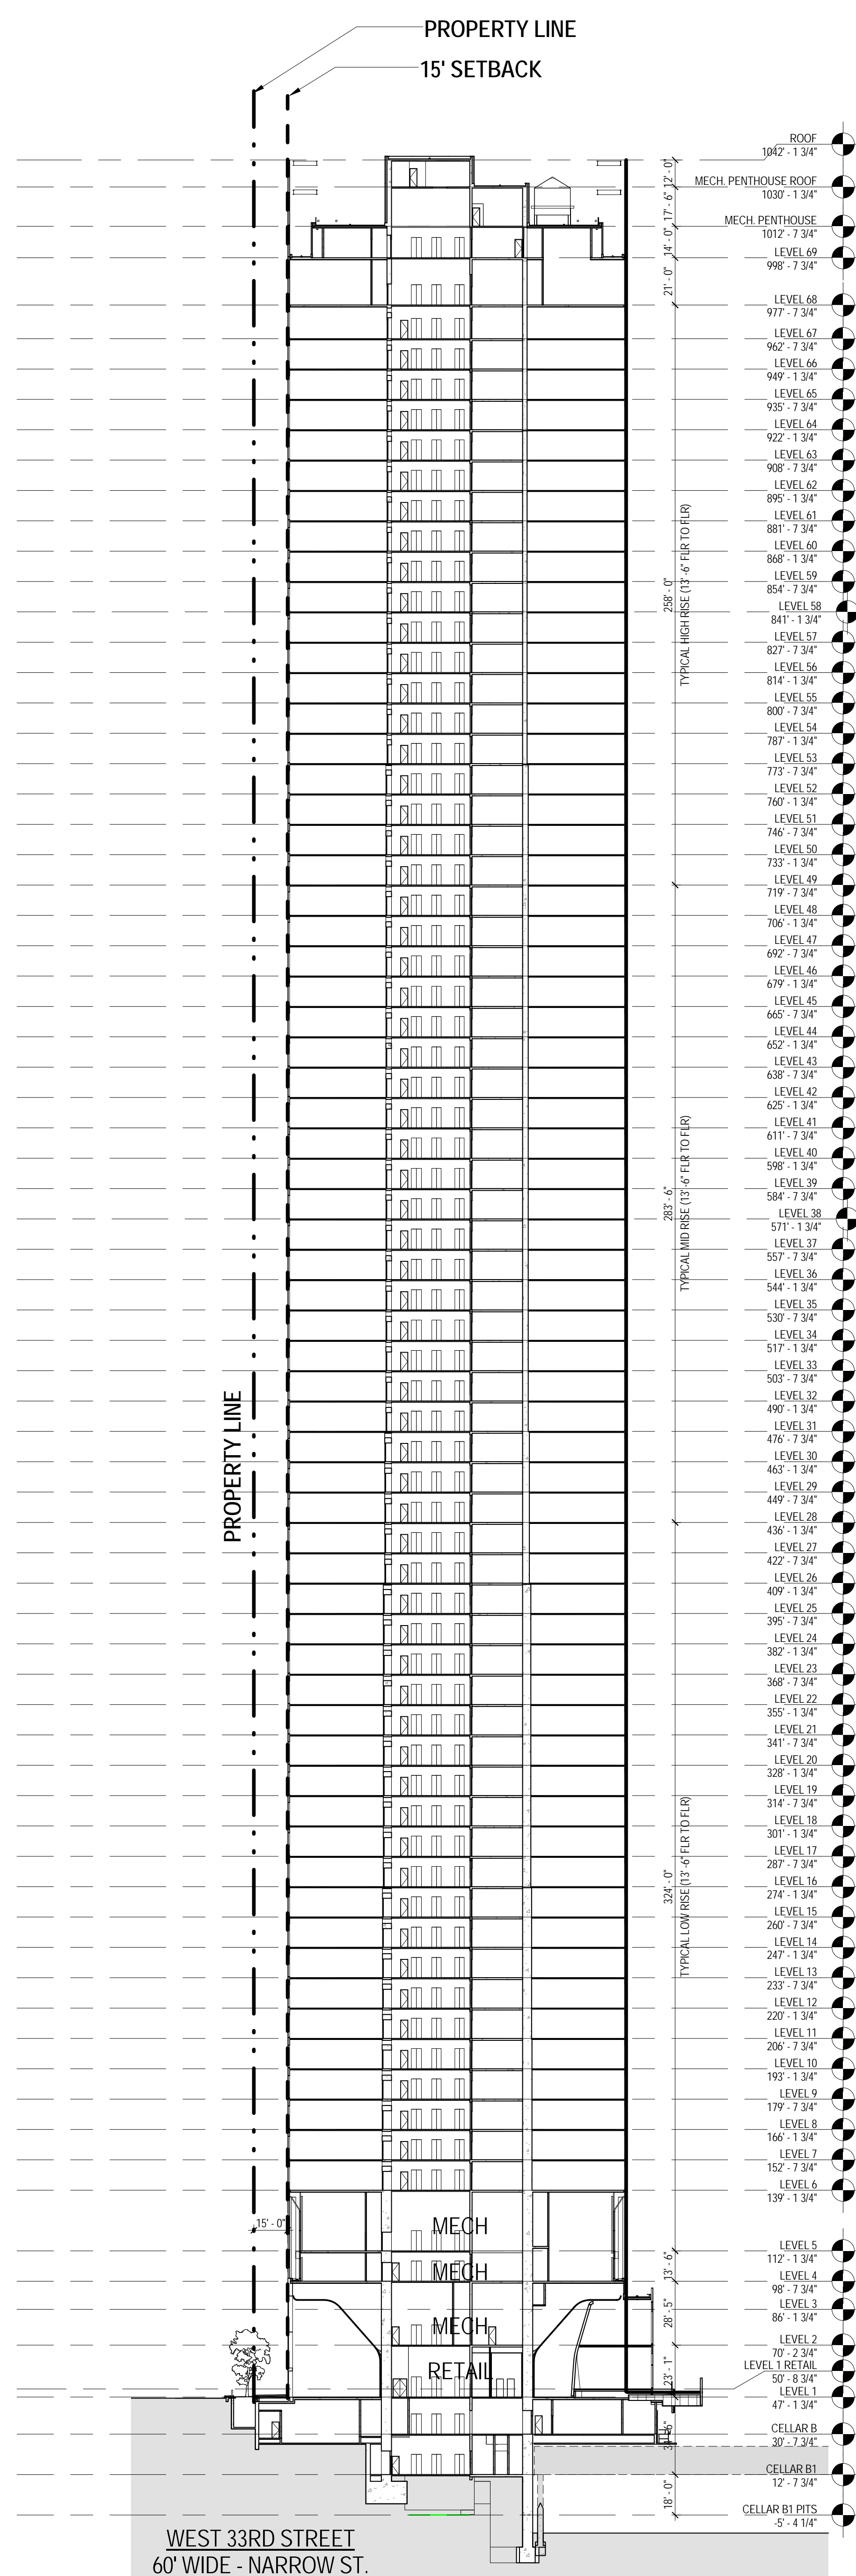 PROPERTY LINE
15' SETBACK
ROOF
1042' - 1 3/4"
MECH. PENTHOUSE ROOF
1030' - 1 3/4"
MECH. PENTHOUSE
1012' - 7 3/4"
LEVEL 69
998' - 7 3/4"
LEVEL 68
977' - 7 3/4"
LEVEL 67
962' - 7 3/4"
LEVEL 66
949' - 1 3/4"
LEVEL 65
935' - 7 3/4"
LEVEL 64
922' - 1 3/4"
LEVEL 63
908' - 7 3/4"
LEVEL 62
895' - 1 3/4"
LEVEL 61
881' - 7 3/4"
LEVEL 60
868' - 1 3/4"
LEVEL 59
854' - 7 3/4"
LEVEL 58
841' - 1 3/4"
LEVEL 57
827' - 7 3/4"
LEVEL 56
814' - 1 3/4"
LEVEL 55
800' - 7 3/4"
LEVEL 54
787' - 1 3/4"
LEVEL 53
773' - 7 3/4"
LEVEL 52
760' - 1 3/4"
LEVEL 51
746' - 7 3/4"
LEVEL 50
733' - 1 3/4"
LEVEL 49
719' - 7 3/4"
LEVEL 48
706' - 1 3/4"
LEVEL 47
692' - 7 3/4"
LEVEL 46
679' - 1 3/4"
LEVEL 45
665' - 7 3/4"
LEVEL 44
652' - 1 3/4"
LEVEL 43
638' - 7 3/4"
LEVEL 42
625' - 1 3/4"
LEVEL 41
611' - 7 3/4"
LEVEL 40
598' - 1 3/4"
LEVEL 39
584' - 7 3/4"
LEVEL 38
571' - 1 3/4"
LEVEL 37
557' - 7 3/4"
LEVEL 36
544' - 1 3/4"
LEVEL 35
530' - 7 3/4"
LEVEL 34
517' - 1 3/4"
LEVEL 33
503' - 7 3/4"
LEVEL 32
490' - 1 3/4"
LEVEL 31
476' - 7 3/4"
LEVEL 30
463' - 1 3/4"
LEVEL 29
449' - 7 3/4"
LEVEL 28
436' - 1 3/4"
LEVEL 27
422' - 7 3/4"
LEVEL 26
409' - 1 3/4"
LEVEL 25
395' - 7 3/4"
LEVEL 24
382' - 1 3/4"
LEVEL 23
368' - 7 3/4"
LEVEL 22
355' - 1 3/4"
LEVEL 21
341' - 7 3/4"
LEVEL 20
328' - 1 3/4"
LEVEL 19
314' - 7 3/4"
LEVEL 18
301' - 1 3/4"
LEVEL 17
287' - 7 3/4"
LEVEL 16
274' - 1 3/4"
LEVEL 15
260' - 7 3/4"
LEVEL 14
247' - 1 3/4"
LEVEL 13
233' - 7 3/4"
LEVEL 12
220' - 1 3/4"
LEVEL 11
206' - 7 3/4"
LEVEL 10
193' - 1 3/4"
LEVEL 9
179' - 7 3/4"
LEVEL 8
166' - 1 3/4"
LEVEL 7
152' - 7 3/4"
LEVEL 6
139' - 1 3/4"
LEVEL 5
112' - 1 3/4"
LEVEL 4
98' - 7 3/4"
LEVEL 3
86' - 1 3/4"
LEVEL 2
70' - 2 3/4"
LEVEL 1 RETAIL
50' - 8 3/4"
LEVEL 1
47' - 1 3/4"
CELLAR B
30' - 7 3/4"
CELLAR B1
12' - 7 3/4"
CELLAR B1 PITS
-5' - 4 1/4"
12' - 0"
17' - 6"
14' - 0"
21' - 0"
258' - 0"
TYPICAL HIGH RISE (13' -6" FLR TO FLR)
283' - 6"
TYPICAL MID RISE (13' -6" FLR TO FLR)
324' - 0"
TYPICAL LOW RISE (13' -6" FLR TO FLR)
13' - 6"
28' - 5"
23' - 1"
18' - 0"
PROPERTY LINE
15' - 0"
MECH
MECH
MECH
RETAIL
WEST 33RD STREET
60' WIDE - NARROW ST.